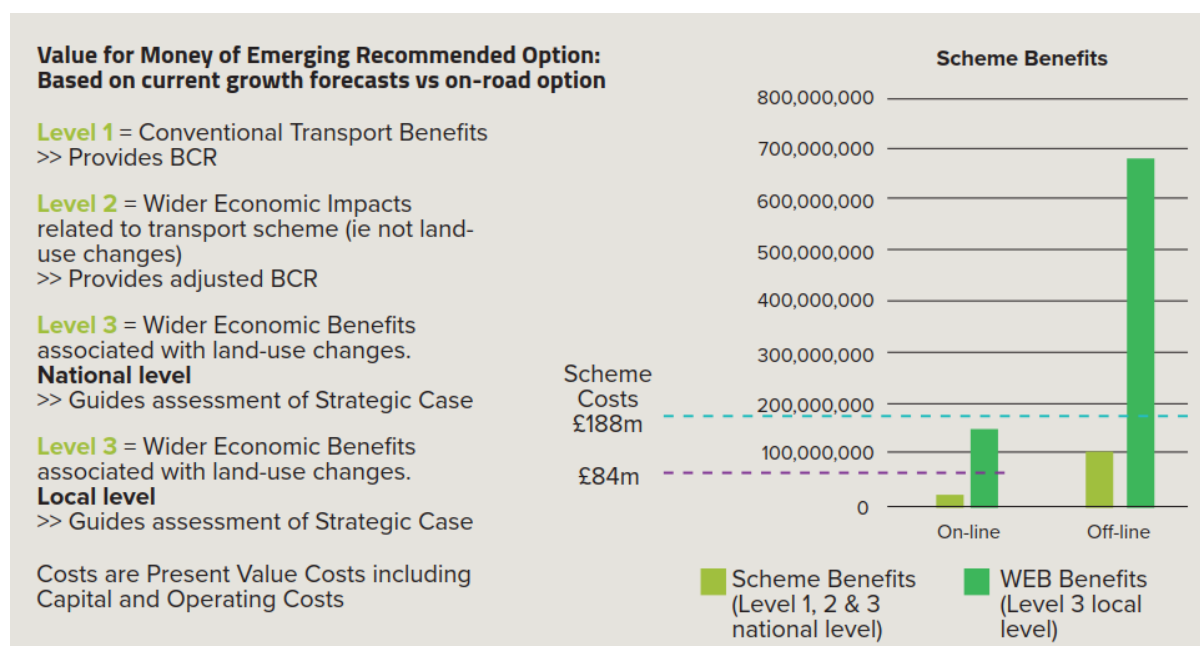 Value for Money of Emerging Recommended Option:
Based on current growth forecasts vs on-road option
Level 1 = Conventional Transport Benefits
>> Provides BCR
Level 2 = Wider Economic Impacts
related to transport scheme (ie not land-
use changes)
>> Provides adjusted BCR
Level 3 = Wider Economic Benefits
associated with land-use changes.
National level
>> Guides assessment of Strategic Case
Level 3 = Wider Economic Benefits
associated with land-use changes.
Local level
>> Guides assessment of Strategic Case
Costs are Present Value Costs including
Capital and Operating Costs
Scheme Benefits
800,000,000
700,000,000
600,000,000
500,000,000
400,000,000
300,000,000
200,000,000
100,000,000
0
Scheme
Costs
£188m
£84m
On-line
Off-line
Scheme Benefits
(Level 1, 2 & 3
national level)
WEB Benefits
(Level 3 local
level)